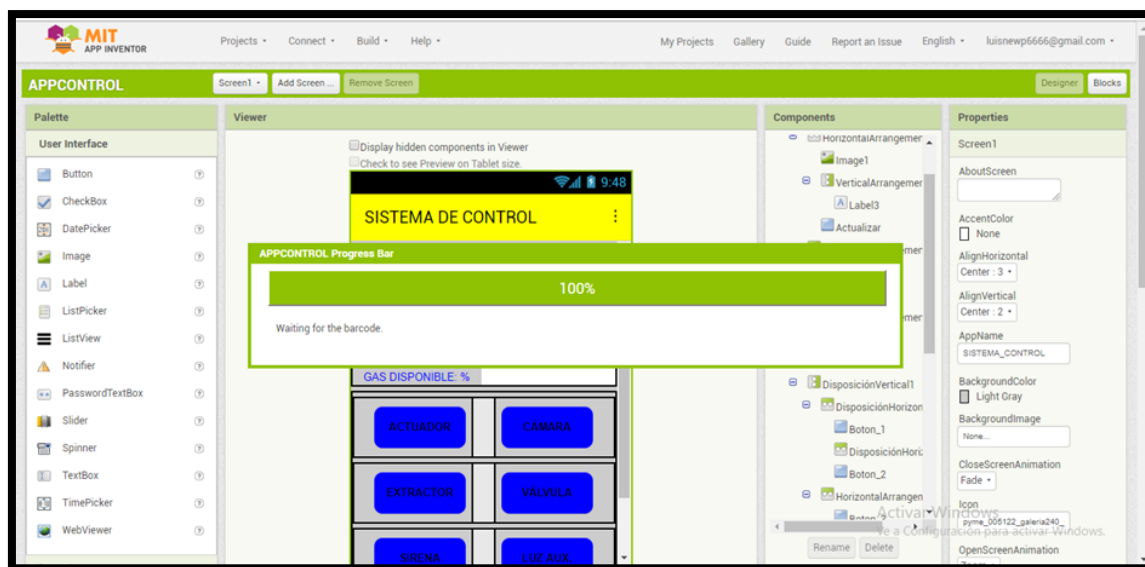 MIT
APP INVENTOR
Projects Connect Build Help My Projects Gallery Guide Report an Issue English luisnewp6666@gmail.com
APPCONTROL Screen1 Add Screen ... Remove Screen Designer Blocks
Palette
User Interface
Button
CheckBox
DatePicker
Image
Label
ListPicker
ListView
Notifier
PasswordTextBox
Slider
Spinner
TextBox
TimePicker
WebViewer
Viewer
Display hidden components in Viewer
Check to see Preview on Tablet size.
9:48
SISTEMA DE CONTROL
APPCONTROL Progress Bar
100%
Waiting for the barcode.
GAS DISPONIBLE: %
ACTUADOR CÁMARA
EXTRACTOR VÁLVULA
SIRENA LUZ AUX.
Components
HorizontalArrangemer
Image1
VerticalArrangemer
Label3
Actualizar
mer
mer
DisposiciónVertical1
DisposiciónHorizon
Boton_1
DisposiciónHori
Boton_2
HorizontalArrangen
Rename Delete
Properties
Screen1
AboutScreen
AccentColor
None
AlignHorizontal
Center : 3
AlignVertical
Center : 2
AppName
SISTEMA_CONTROL
BackgroundColor
Light Gray
BackgroundImage
None...
CloseScreenAnimation
Fade
Icon
pyme_005122_galeria240_
OpenScreenAnimation
Activar Windows
Ve a Configuración para activar Windows.